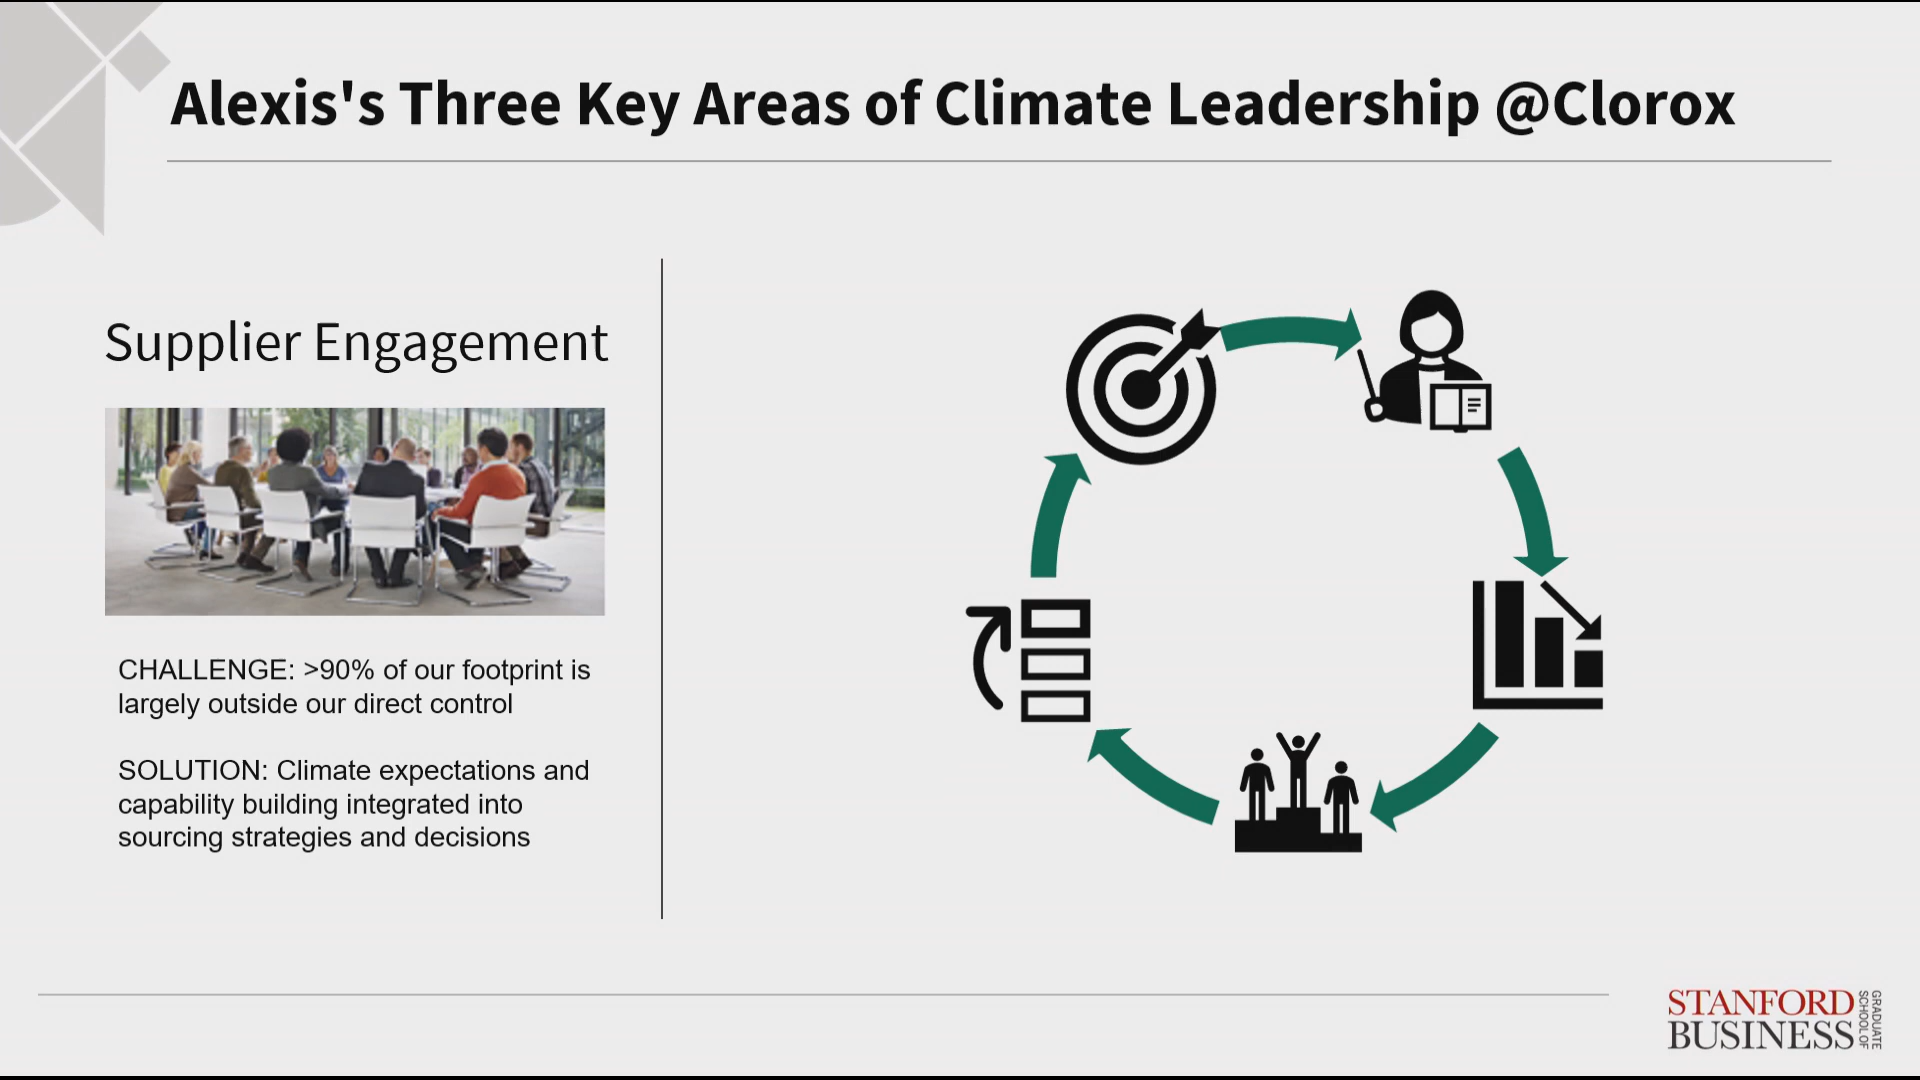 Alexis's Three Key Areas of Climate Leadership @Clorox
Supplier Engagement
CHALLENGE: >90% of our footprint is
largely outside our direct control
SOLUTION: Climate expectations and
capability building integrated into
sourcing strategies and decisions
STANFORD
BUSINESS
GRADUATE
SCHOOL OF